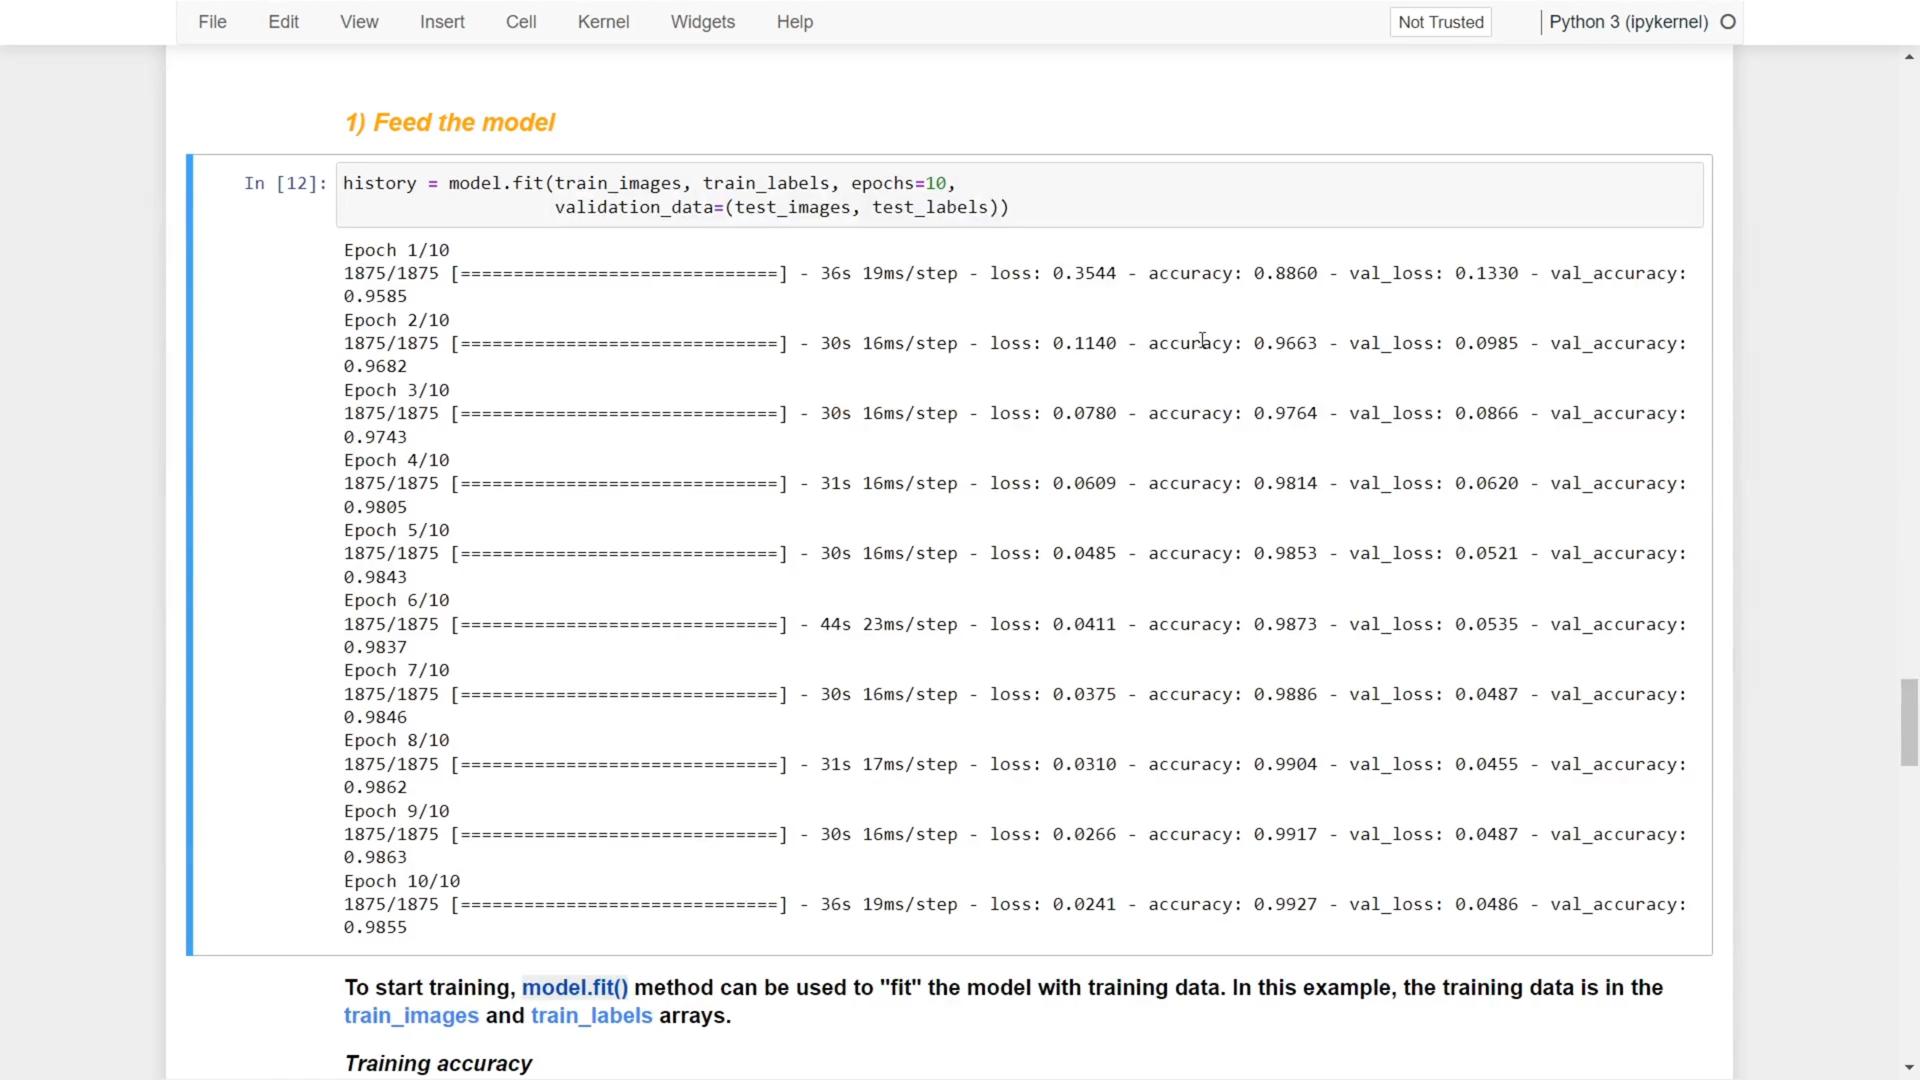 File Edit View Insert Cell Kernel Widgets Help Not Trusted Python 3 (ipykernel)
1) Feed the model
In [12]: history = model.fit(train_images, train_labels, epochs=10,
validation_data=(test_images, test_labels))
Epoch 1/10
1875/1875 [==============================] - 36s 19ms/step - loss: 0.3544 - accuracy: 0.8860 - val_loss: 0.1330 - val_accuracy:
0.9585
Epoch 2/10
1875/1875 [==============================] - 30s 16ms/step - loss: 0.1140 - accuracy: 0.9663 - val_loss: 0.0985 - val_accuracy:
0.9682
Epoch 3/10
1875/1875 [==============================] - 30s 16ms/step - loss: 0.0780 - accuracy: 0.9764 - val_loss: 0.0866 - val_accuracy:
0.9743
Epoch 4/10
1875/1875 [==============================] - 31s 16ms/step - loss: 0.0609 - accuracy: 0.9814 - val_loss: 0.0620 - val_accuracy:
0.9805
Epoch 5/10
1875/1875 [==============================] - 30s 16ms/step - loss: 0.0485 - accuracy: 0.9853 - val_loss: 0.0521 - val_accuracy:
0.9843
Epoch 6/10
1875/1875 [==============================] - 44s 23ms/step - loss: 0.0411 - accuracy: 0.9873 - val_loss: 0.0535 - val_accuracy:
0.9837
Epoch 7/10
1875/1875 [==============================] - 30s 16ms/step - loss: 0.0375 - accuracy: 0.9886 - val_loss: 0.0487 - val_accuracy:
0.9846
Epoch 8/10
1875/1875 [==============================] - 31s 17ms/step - loss: 0.0310 - accuracy: 0.9904 - val_loss: 0.0455 - val_accuracy:
0.9862
Epoch 9/10
1875/1875 [==============================] - 30s 16ms/step - loss: 0.0266 - accuracy: 0.9917 - val_loss: 0.0487 - val_accuracy:
0.9863
Epoch 10/10
1875/1875 [==============================] - 36s 19ms/step - loss: 0.0241 - accuracy: 0.9927 - val_loss: 0.0486 - val_accuracy:
0.9855
To start training, model.fit() method can be used to "fit" the model with training data. In this example, the training data is in the
train_images and train_labels arrays.
Training accuracy